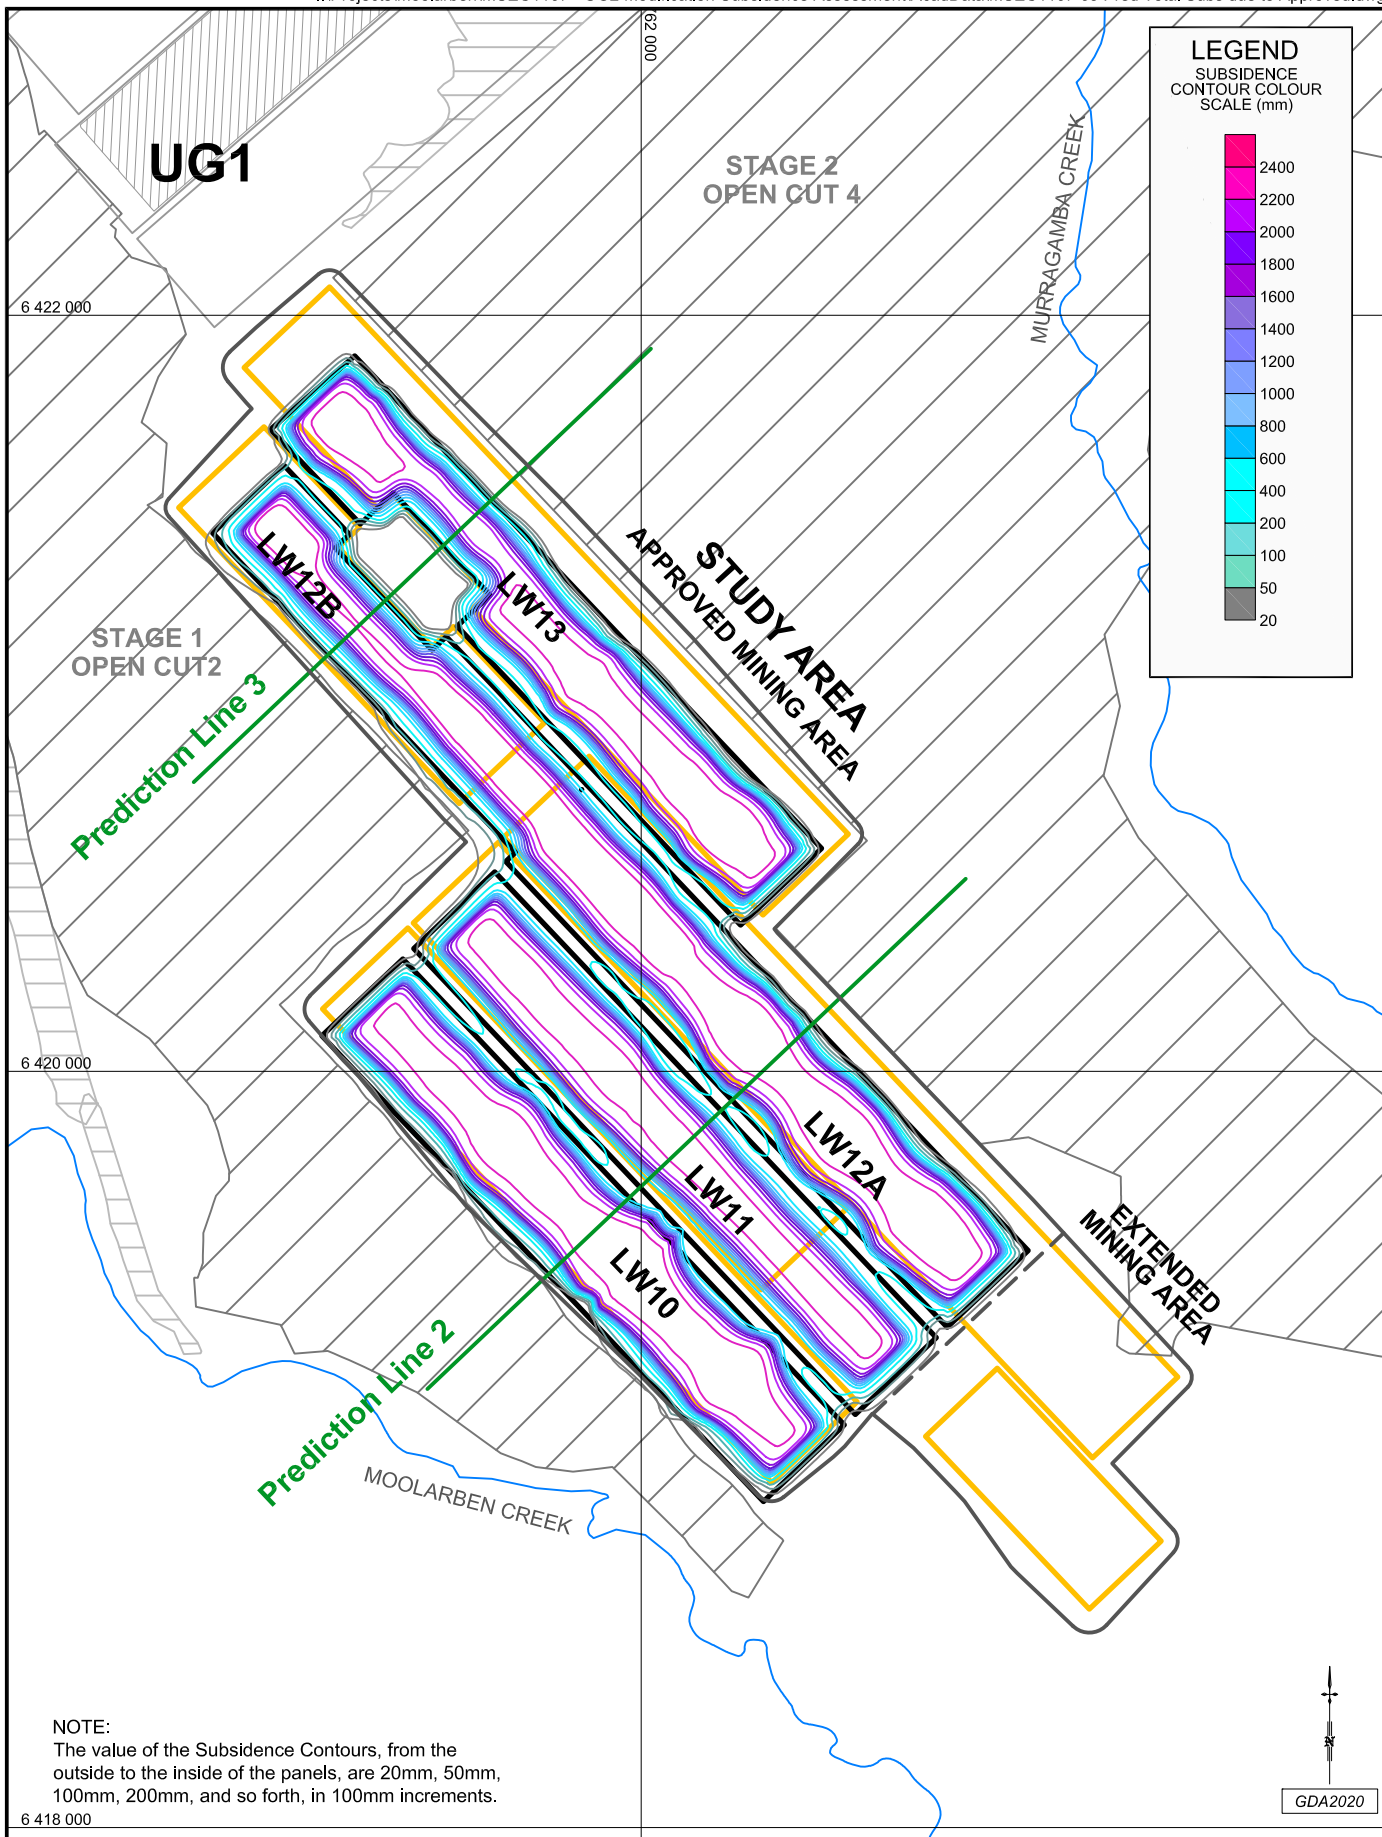 62 000
LEGEND
SUBSIDENCE
CONTOUR COLOUR
SCALE (mm)
2400
2200
2000
1800
1600
1400
1200
1000
800
600
400
200
100
50
20
UG1
STAGE 2
OPEN CUT 4
MURRAGAMBA CREEK
6 422 000
STUDY AREA
APPROVED MINING AREA
LW12B
LW13
STAGE 1
OPEN CUT2
Prediction Line 3
6 420 000
LW12A
LW11
LW10
EXTENDED
MINING AREA
Prediction Line 2
MOOLARBEN CREEK
NOTE:
The value of the Subsidence Contours, from the
outside to the inside of the panels, are 20mm, 50mm,
100mm, 200mm, and so forth, in 100mm increments.
N
GDA2020
6 418 000